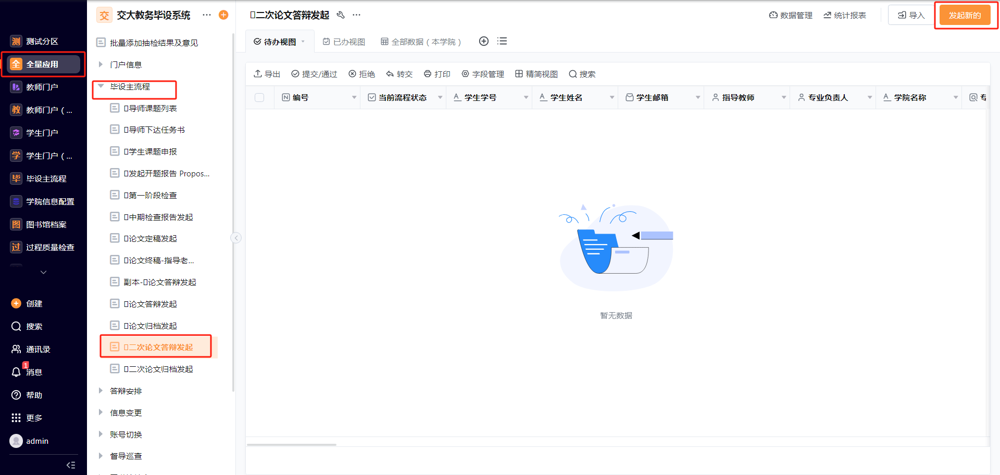 测 测试分区
全 全量应用
教师门户
教 教师门户（...
学生门户
学 学生门户（...
毕 毕设主流程
学院信息配置
图 图书馆档案
过 过程质量检查
创建
搜索
通讯录
1
消息
帮助
更多
admin
交 交大教务毕设系统
批量添加抽检结果及意见
门户信息
毕设主流程
导师课题列表
导师下达任务书
学生课题申报
发起开题报告 Propos...
第一阶段检查
中期检查报告发起
论文定稿发起
论文终稿-指导老...
副本-论文答辩发起
论文答辩发起
论文归档发起
二次论文答辩发起
二次论文归档发起
答辩安排
信息变更
账号切换
督导巡查
二次论文答辩发起
数据管理 统计报表 导入 发起新的
待办视图 已办视图 全部数据（本学院）
导出 提交/通过 拒绝 转交 打印 字段管理 精简视图 搜索
编号 当前流程状态 学生学号 学生姓名 学生邮箱 指导教师 专业负责人 学院名称 专
暂无数据